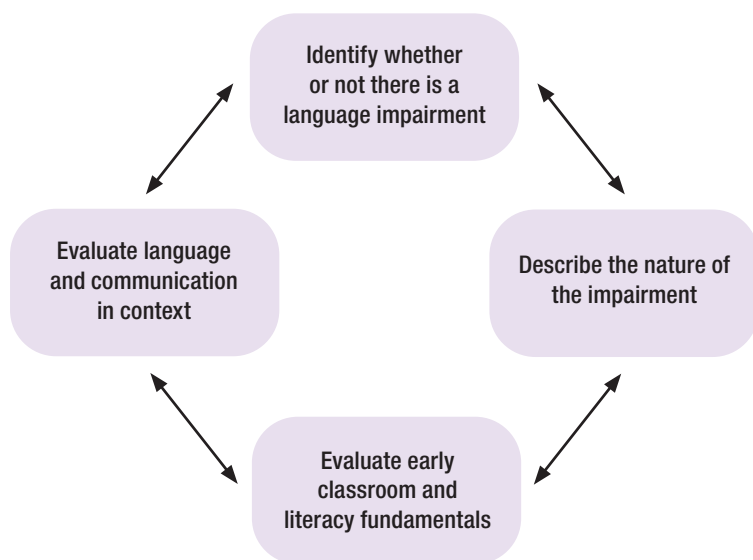 Identify whether
or not there is a
language impairment
Evaluate language
and communication
in context
Describe the nature of
the impairment
Evaluate early
classroom and
literacy fundamentals